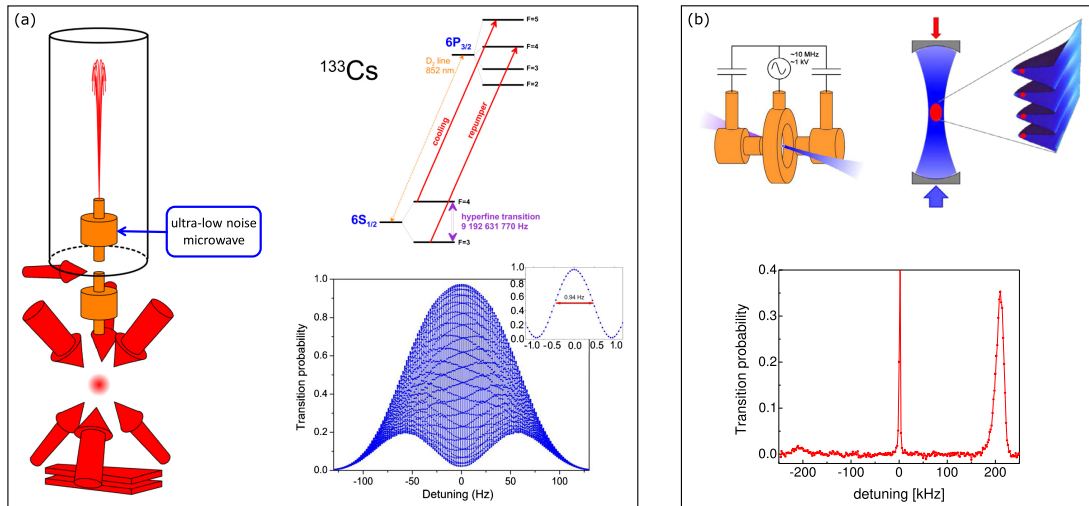 (a)
ultra-low noise
microwave
133Cs
6P3/2
D2 line
852 nm
F=5
F=4
F=3
F=2
cooling
repumper
6S1/2
F=4
F=3
hyperfine transition
9 192 631 770 Hz
Transition probability
1.0
0.8
0.6
0.4
0.2
0.0
-100
-50
0
50
100
Detuning (Hz)
1.0
0.8
0.6
0.4
0.2
0.0
0.94 Hz
-1.0
-0.5
0.0
0.5
1.0
(b)
~10 MHz
~1 kV
Transition probability
0.4
0.3
0.2
0.1
0.0
-200
-100
0
100
200
detuning [kHz]